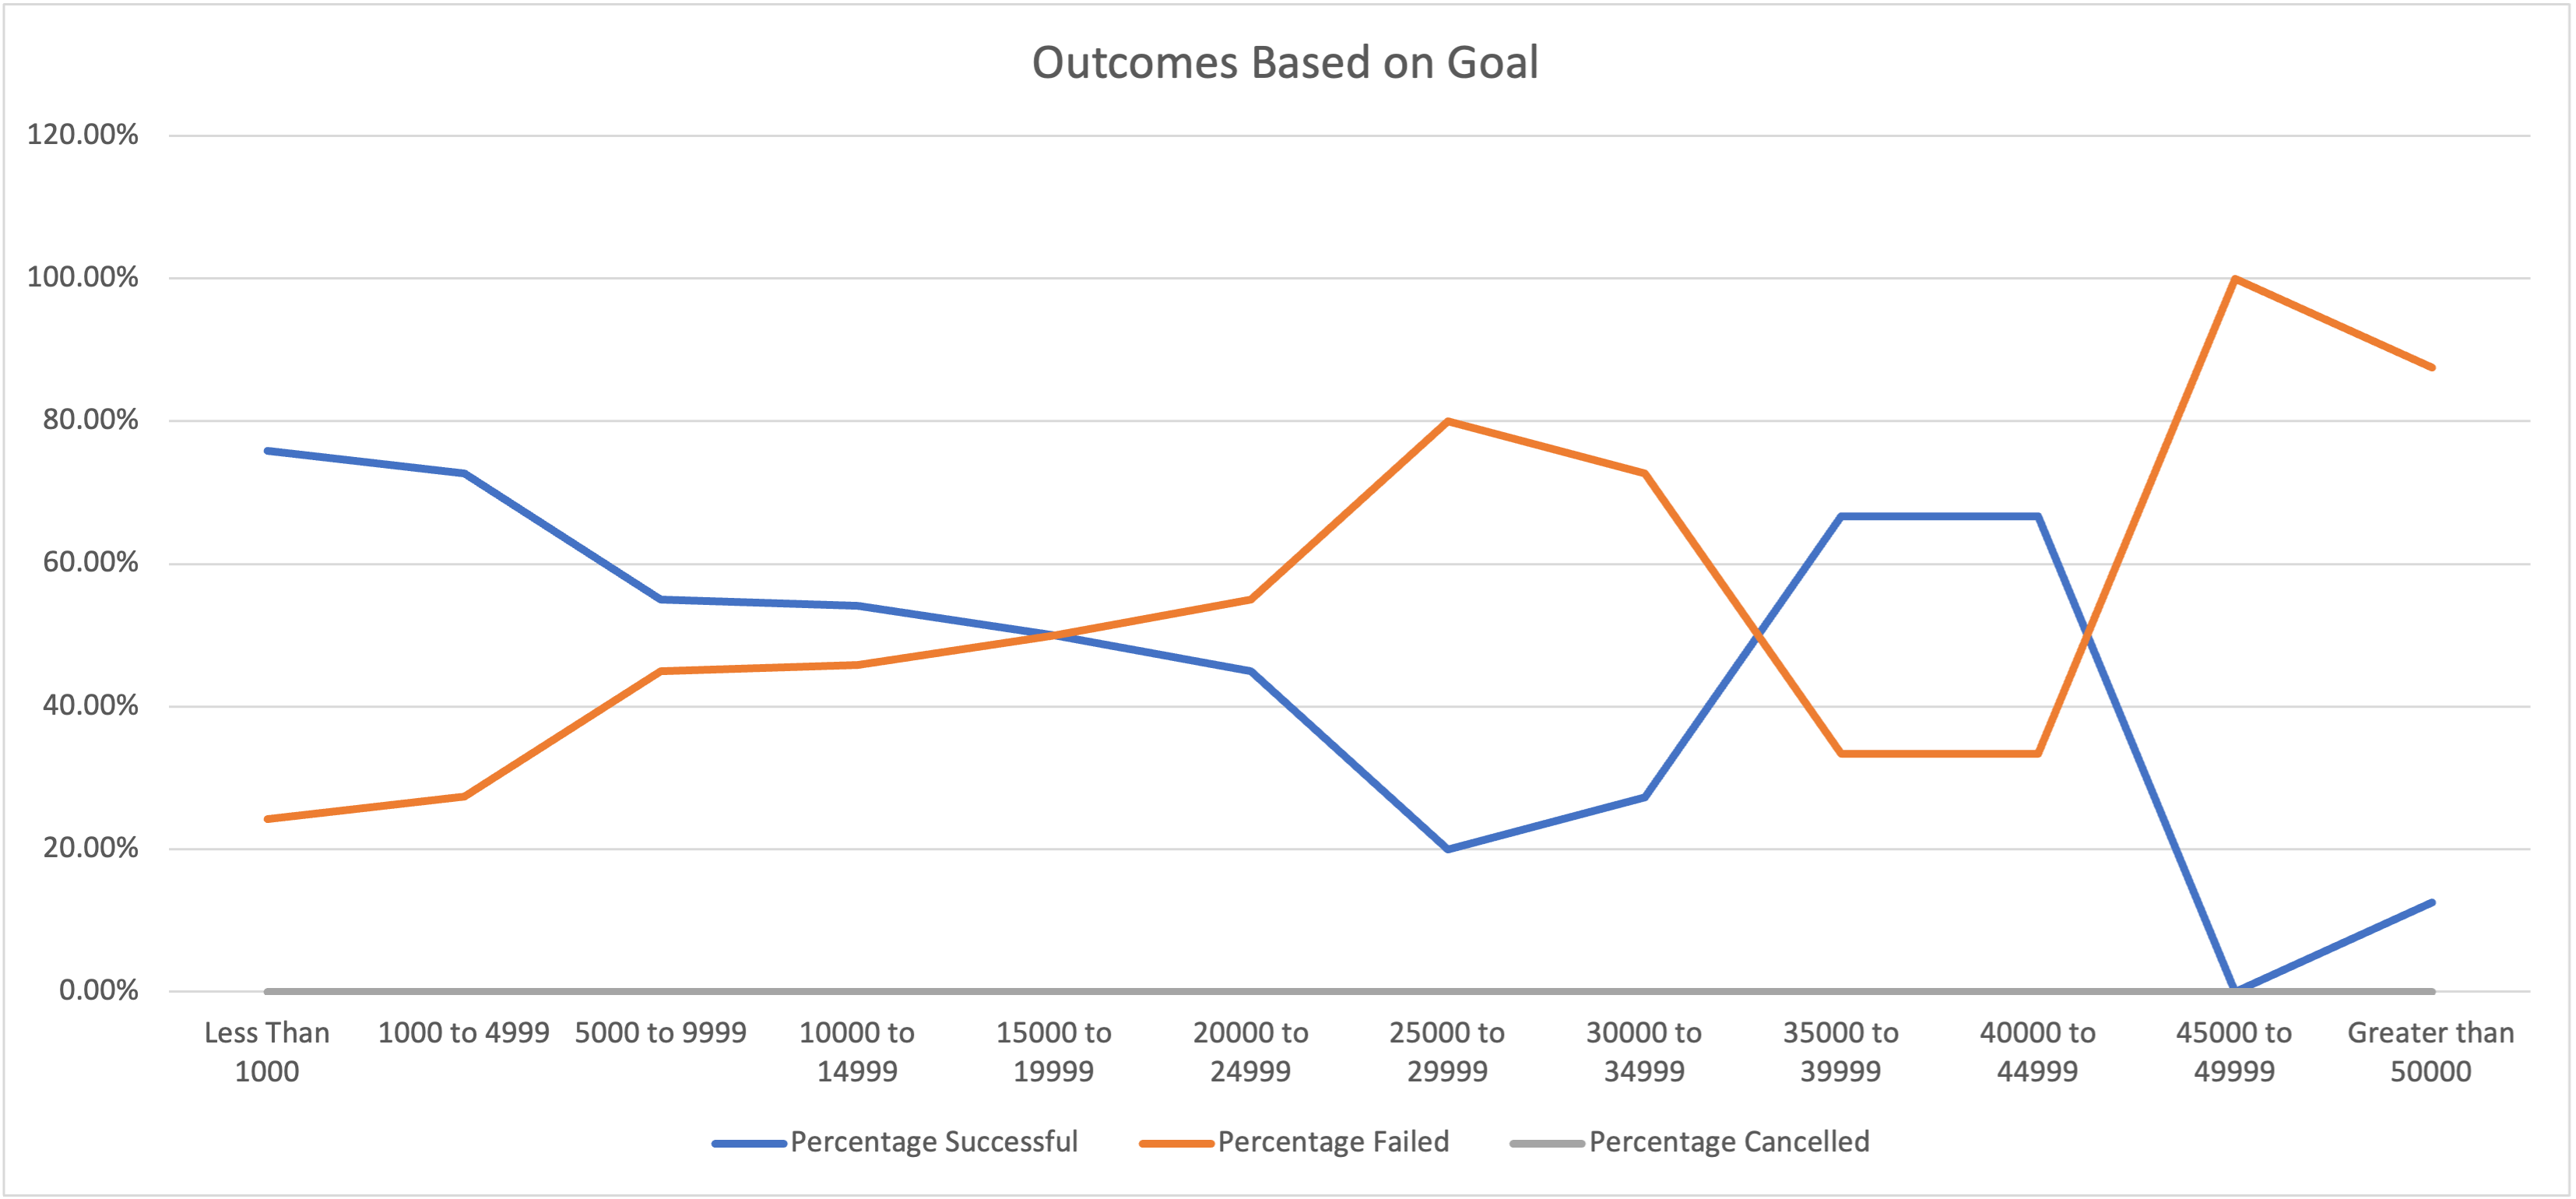 Outcomes Based on Goal
120.00%
100.00%
80.00%
60.00%
40.00%
20.00%
0.00%
Less Than
1000
1000 to 4999
5000 to 9999
10000 to
14999
15000 to
19999
20000 to
24999
25000 to
29999
30000 to
34999
35000 to
39999
40000 to
44999
45000 to
49999
Greater than
50000
Percentage Successful
Percentage Failed
Percentage Cancelled